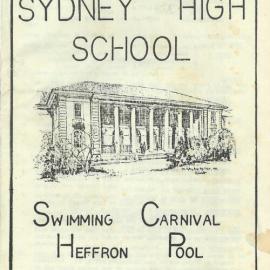 SYDNEY HIGH
SCHOOL
SWIMMING CARNIVAL
HEFFRON POOL